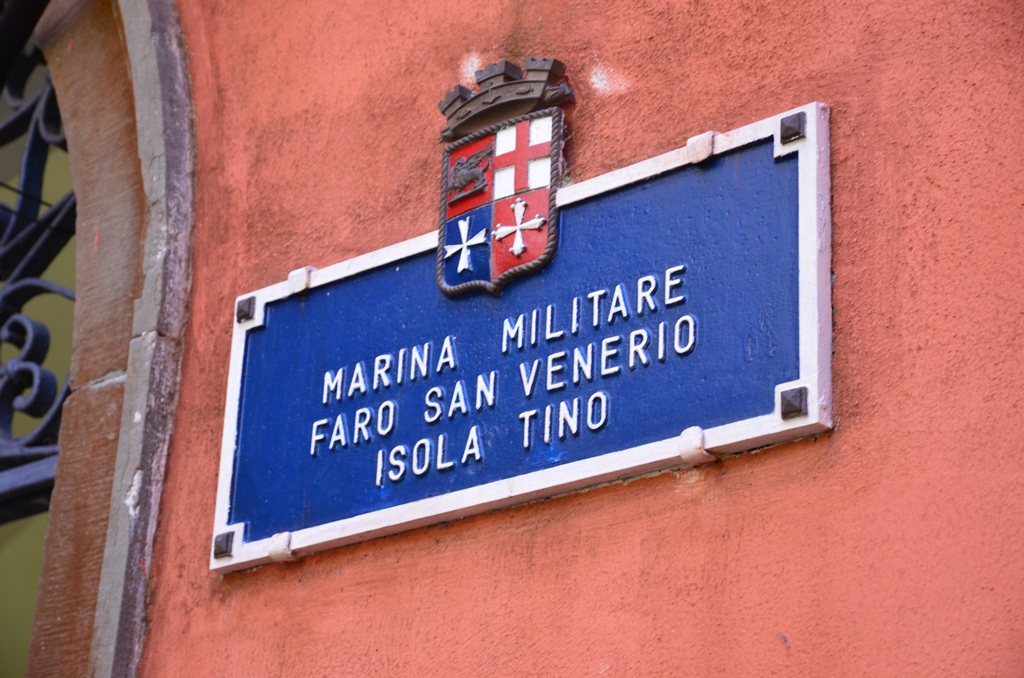 MARINA MILITARE
FARO SAN VENERIO
ISOLA TINO